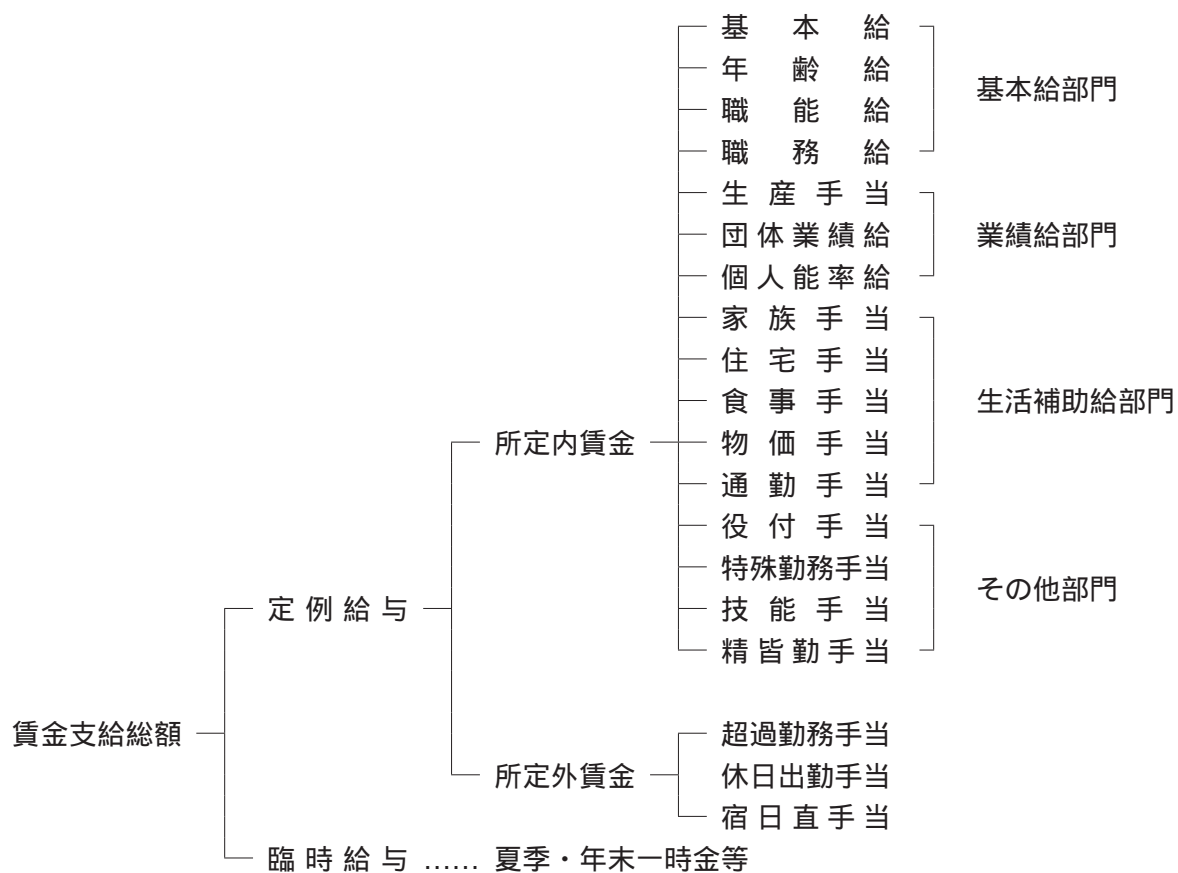 基本給
年齢給
職能給
職務給
基本給部門
生産手当
団体業績給
個人能率給
業績給部門
家族手当
住宅手当
食事手当
物価手当
通勤手当
生活補助給部門
役付手当
特殊勤務手当
技能手当
精皆勤手当
その他部門
所定内賃金
定例給与
賃金支給総額
所定外賃金
超過勤務手当
休日出勤手当
宿日直手当
臨時給与 …… 夏季・年末一時金等